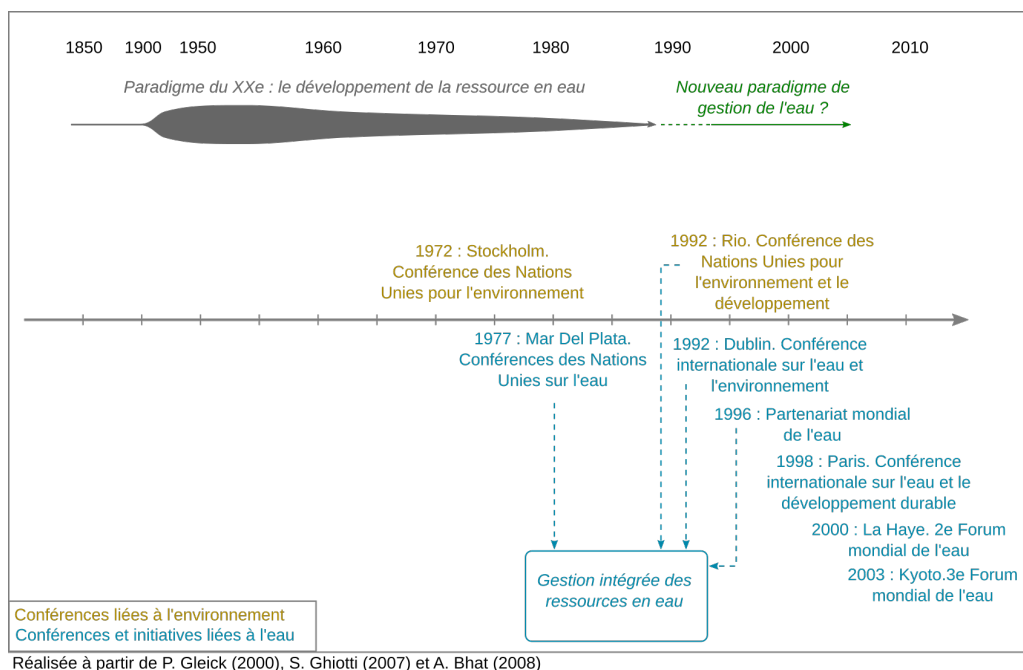 1850 1900 1950 1960 1970 1980 1990 2000 2010
Paradigme du XXe : le développement de la ressource en eau
Nouveau paradigme de
gestion de l'eau ?
1972 : Stockholm.
Conférence des Nations
Unies pour l'environnement
1992 : Rio. Conférence des
Nations Unies pour
l'environnement et le
développement
1977 : Mar Del Plata.
Conférences des Nations
Unies sur l'eau
1992 : Dublin. Conférence
internationale sur l'eau et
l'environnement
1996 : Partenariat mondial
de l'eau
1998 : Paris. Conférence
internationale sur l'eau et le
développement durable
2000 : La Haye. 2e Forum
mondial de l'eau
2003 : Kyoto.3e Forum
mondial de l'eau
Gestion intégrée des
ressources en eau
Conférences liées à l'environnement
Conférences et initiatives liées à l'eau
Réalisée à partir de P. Gleick (2000), S. Ghiotti (2007) et A. Bhat (2008)